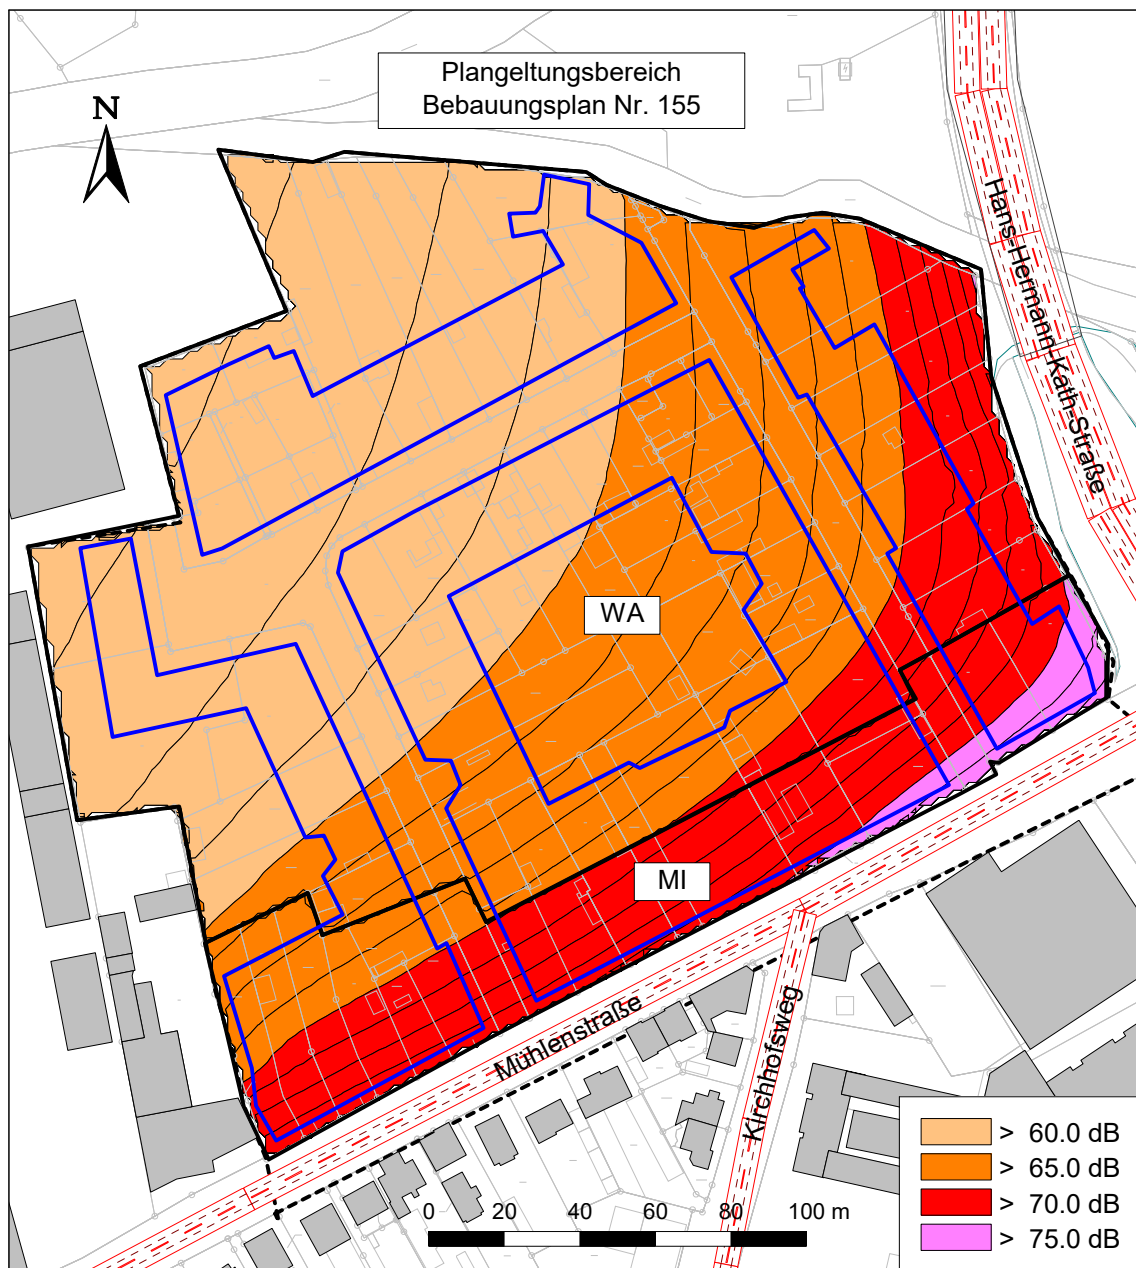 Plangeltungsbereich
Bebauungsplan Nr. 155
N
Hans-Hermann-Kath-Straße
WA
MI
Mühlenstraße
Kirchhofsweg
> 60.0 dB
> 65.0 dB
> 70.0 dB
> 75.0 dB
0 20 40 60 80 100 m